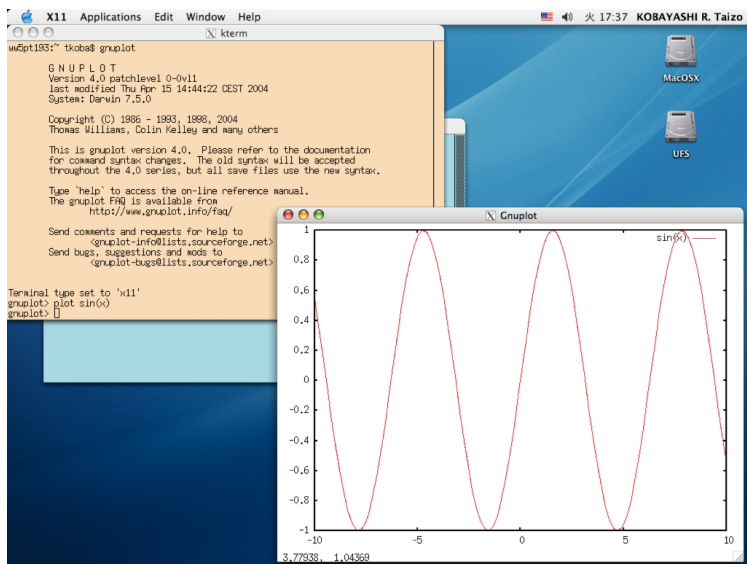 X11 Applications Edit Window Help
火 17:37 KOBAYASHI R. Taizo
kterm
ww5pt193:~ tkoba$ gnuplot
G N U P L O T
Version 4.0 patchlevel 0-0vl1
last modified Thu Apr 15 14:44:22 CEST 2004
System: Darwin 7.5.0
Copyright (C) 1986 - 1993, 1998, 2004
Thomas Williams, Colin Kelley and many others
This is gnuplot version 4.0.  Please refer to the documentation
for command syntax changes.  The old syntax will be accepted
throughout the 4.0 series, but all save files use the new syntax.
Type `help` to access the on-line reference manual.
The gnuplot FAQ is available from
http://www.gnuplot.info/faq/
Send comments and requests for help to
<gnuplot-info@lists.sourceforge.net>
Send bugs, suggestions and mods to
<gnuplot-bugs@lists.sourceforge.net>
Terminal type set to 'x11'
gnuplot> plot sin(x)
gnuplot>
MacOSX
UFS
Gnuplot
sin(x)
1
0.8
0.6
0.4
0.2
0
-0.2
-0.4
-0.6
-0.8
-1
-10 -5 0 5 10
3.77938, 1.04369